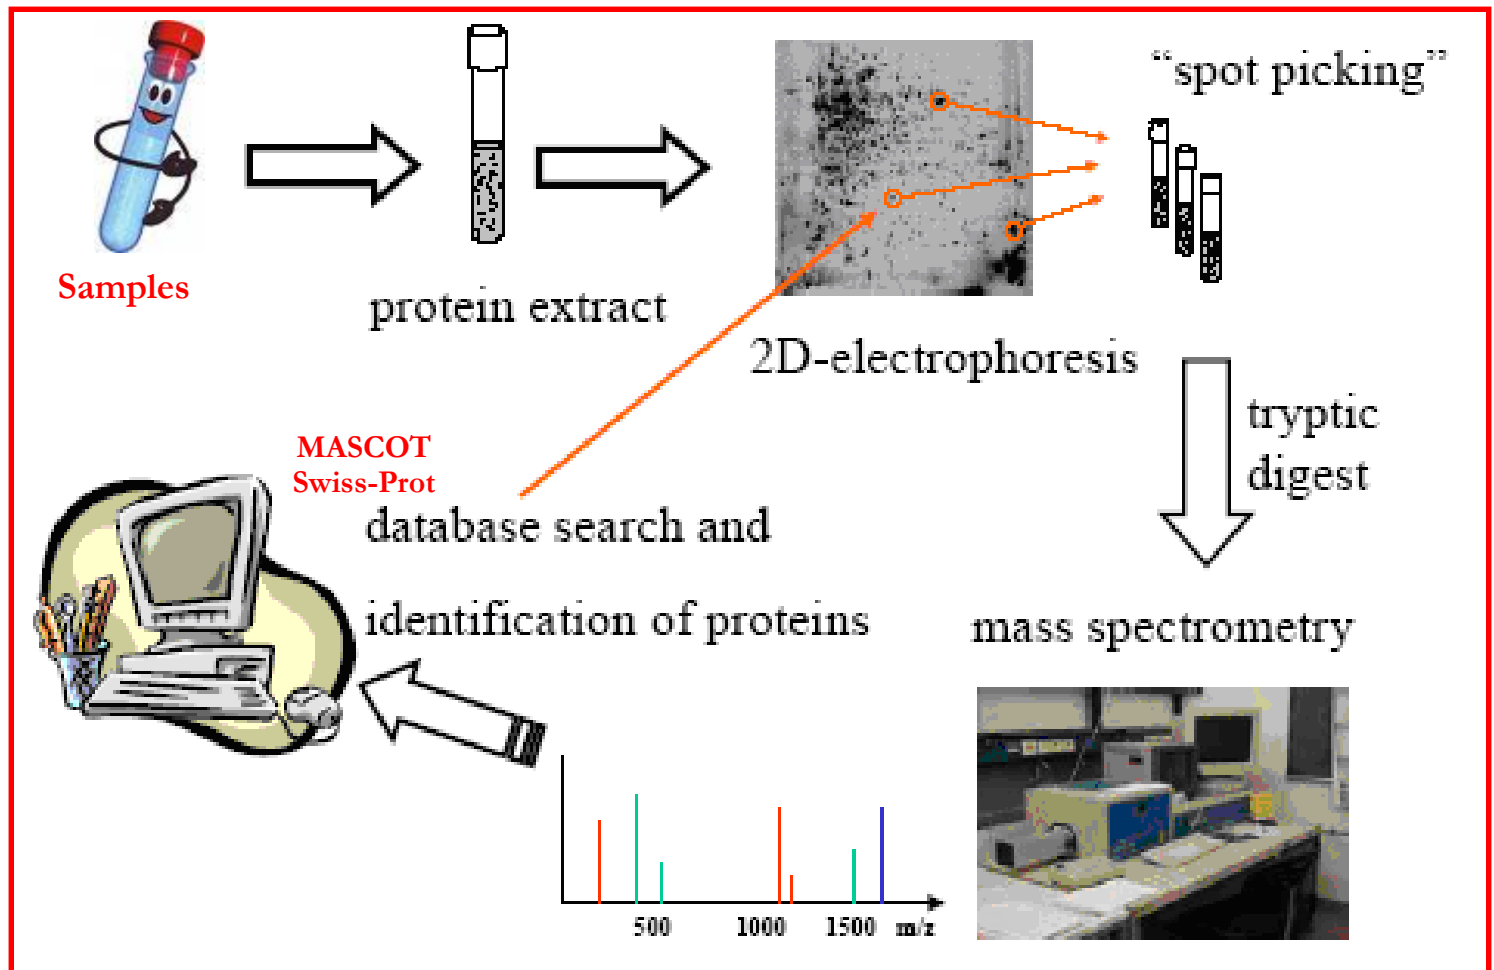 “spot picking”
Samples
protein extract
2D-electrophoresis
tryptic
digest
MASCOT
Swiss-Prot
database search and
identification of proteins
mass spectrometry
500 1000 1500 m/z